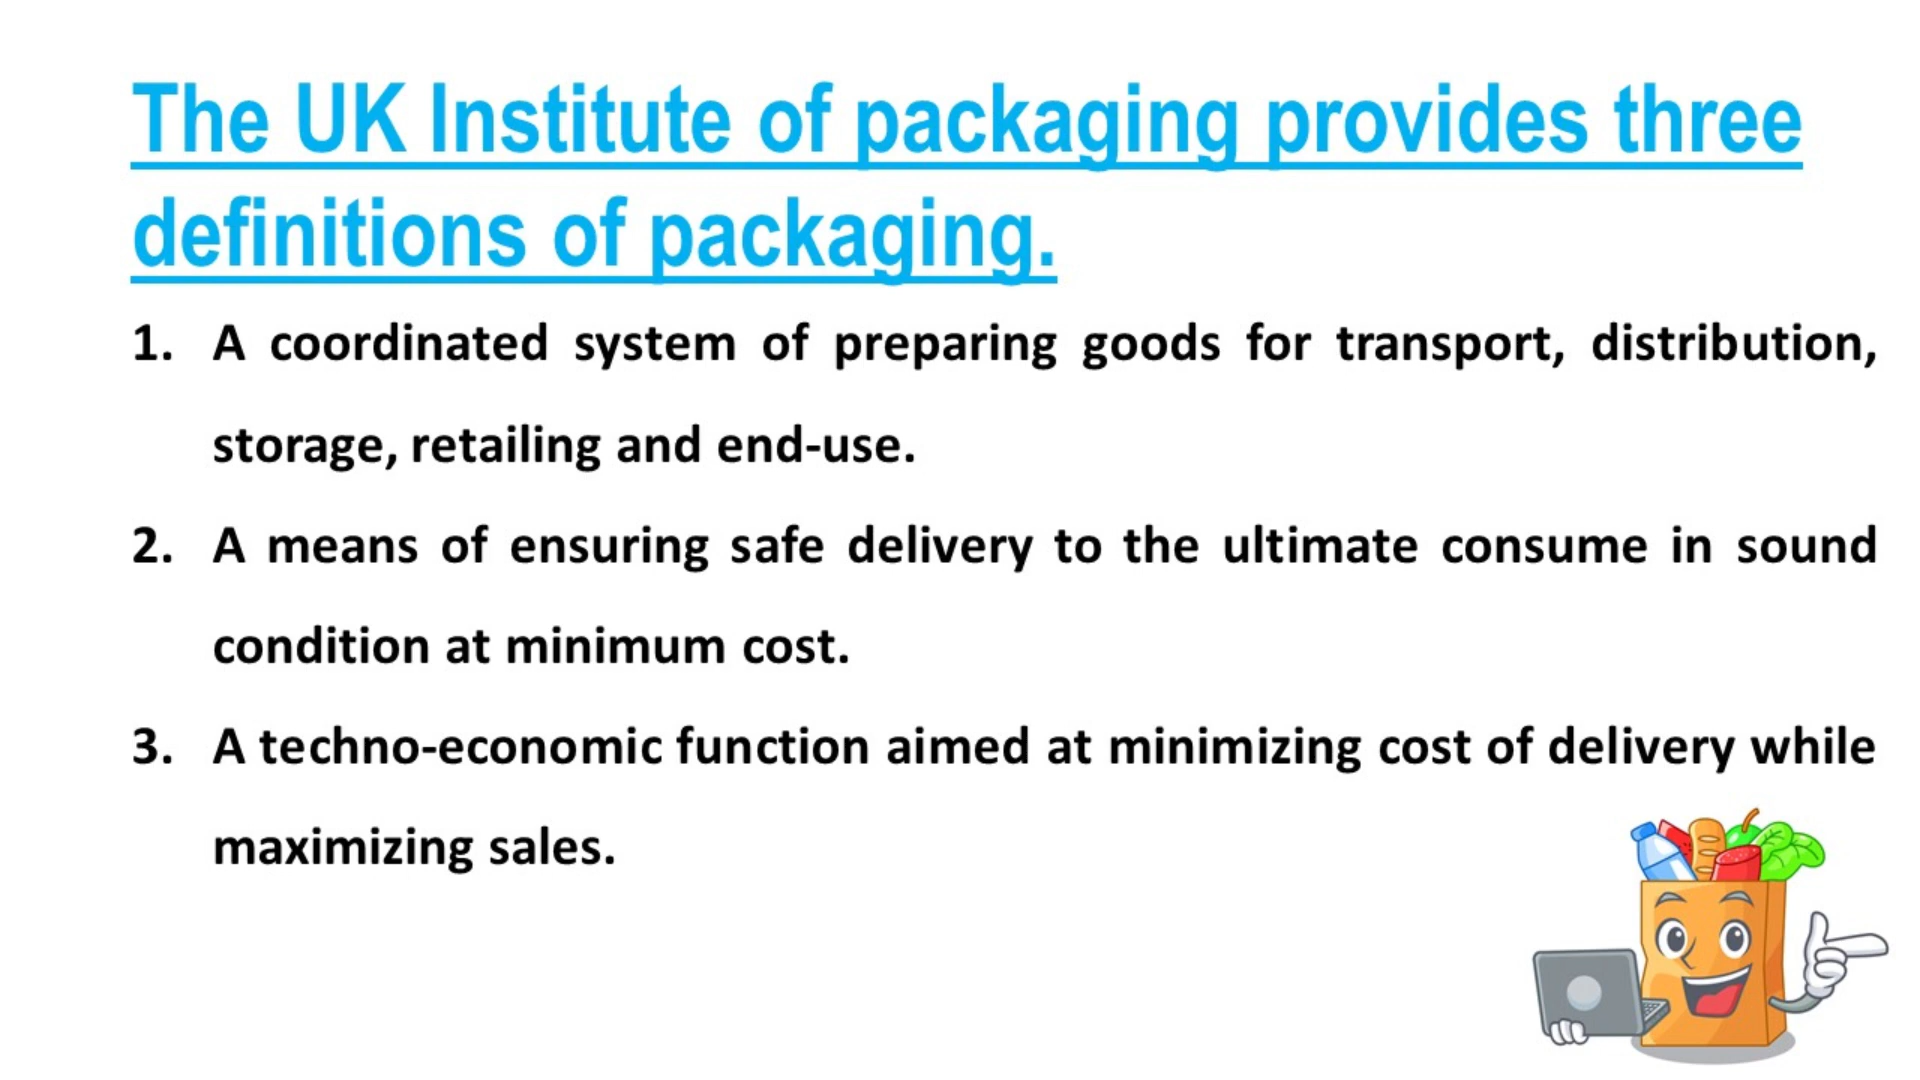 The UK Institute of packaging provides three
definitions of packaging.
1. A coordinated system of preparing goods for transport, distribution,
storage, retailing and end-use.
2. A means of ensuring safe delivery to the ultimate consume in sound
condition at minimum cost.
3. A techno-economic function aimed at minimizing cost of delivery while
maximizing sales.